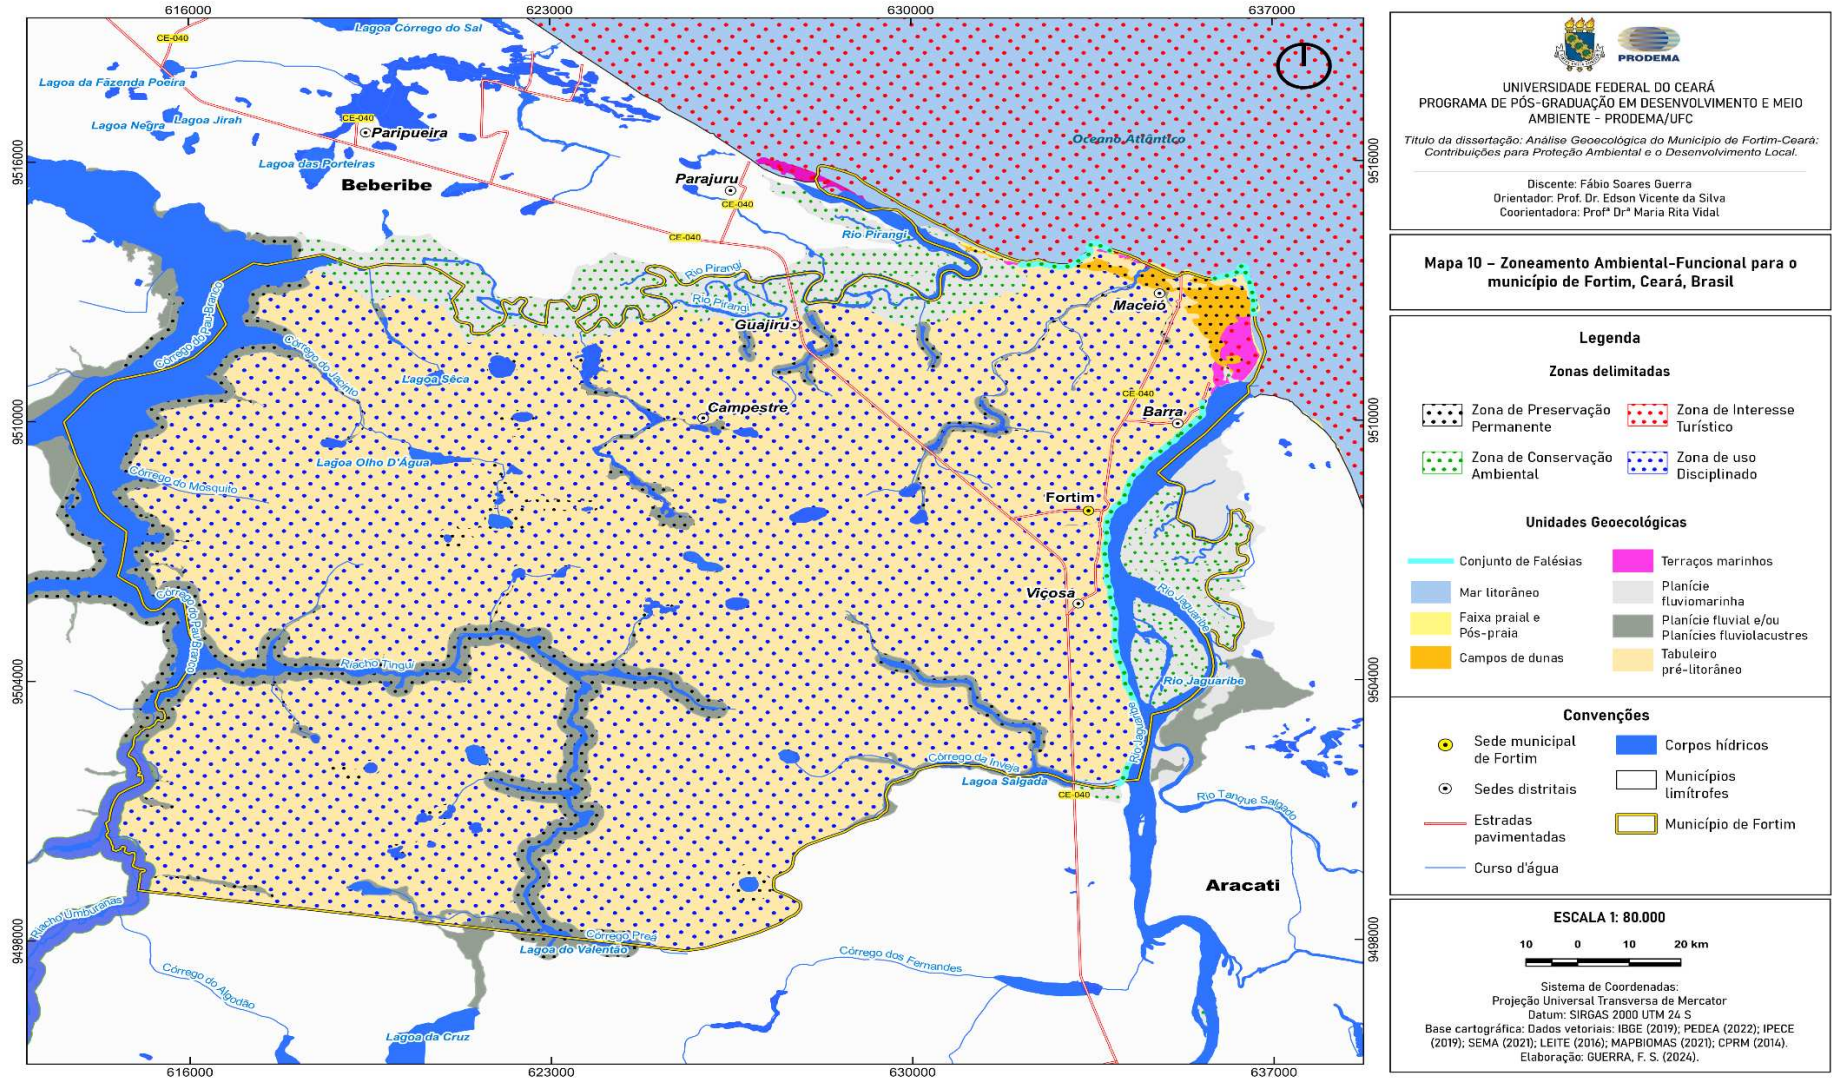 616000
623000
630000
637000
9516000
9510000
9504000
9498000
9516000
9510000
9504000
9498000
616000
623000
630000
637000
CE-040
Lagoa Córrego do Sal
Lagoa da Fazenda Poeira
Lagoa Negra
Lagoa Jirah
CE-040
Paripueira
Lagoa das Porteiras
Beberibe
Parajuru
CE-040
CE-040
Oceano Atlântico
Rio Pirangi
Rio Pirangi
Rio Pirangi
Guajiru
Maceió
Córrego do Pau Branco
Córrego do Jacinto
Lagoa Sêca
Campestre
CE-040
Barra
Lagoa Olho D'Água
Córrego do Mosquito
Fortim
Viçosa
Rio Jaguaribe
Córrego do Pau Branco
Riacho Tingui
Rio Jaguaribe
Rio Jaguaribe
Córrego da Inveja
Lagoa Salgada
CE-040
Rio Tanque Salgado
Aracati
Riacho Umburanas
Córrego Preá
Lagoa do Valentão
Córrego dos Fernandes
Córrego do Algodão
Lagoa da Cruz
PRODEMA
UNIVERSIDADE FEDERAL DO CEARÁ
PROGRAMA DE PÓS-GRADUAÇÃO EM DESENVOLVIMENTO E MEIO
AMBIENTE - PRODEMA/UFC
Título da dissertação: Análise Geoecológica do Município de Fortim-Ceará:
Contribuições para Proteção Ambiental e o Desenvolvimento Local.
Discente: Fábio Soares Guerra
Orientador: Prof. Dr. Edson Vicente da Silva
Coorientadora: Profª Drª Maria Rita Vidal
Mapa 10 – Zoneamento Ambiental-Funcional para o
município de Fortim, Ceará, Brasil
Legenda
Zonas delimitadas
Zona de Preservação
Permanente
Zona de Interesse
Turístico
Zona de Conservação
Ambiental
Zona de uso
Disciplinado
Unidades Geoecológicas
Conjunto de Falésias
Terraços marinhos
Mar litorâneo
Planície
fluviomarinha
Faixa praial e
Pós-praia
Planície fluvial e/ou
Planícies fluviolacustres
Campos de dunas
Tabuleiro
pré-litorâneo
Convenções
Sede municipal
de Fortim
Corpos hídricos
Sedes distritais
Municípios
limítrofes
Estradas
pavimentadas
Município de Fortim
Curso d'água
ESCALA 1: 80.000
10 0 10 20 km
Sistema de Coordenadas:
Projeção Universal Transversa de Mercator
Datum: SIRGAS 2000 UTM 24 S
Base cartográfica: Dados vetoriais: IBGE (2019); PEDEA (2022); IPECE
(2019); SEMA (2021); LEITE (2016); MAPBIOMAS (2021); CPRM (2014).
Elaboração: GUERRA, F. S. (2024).